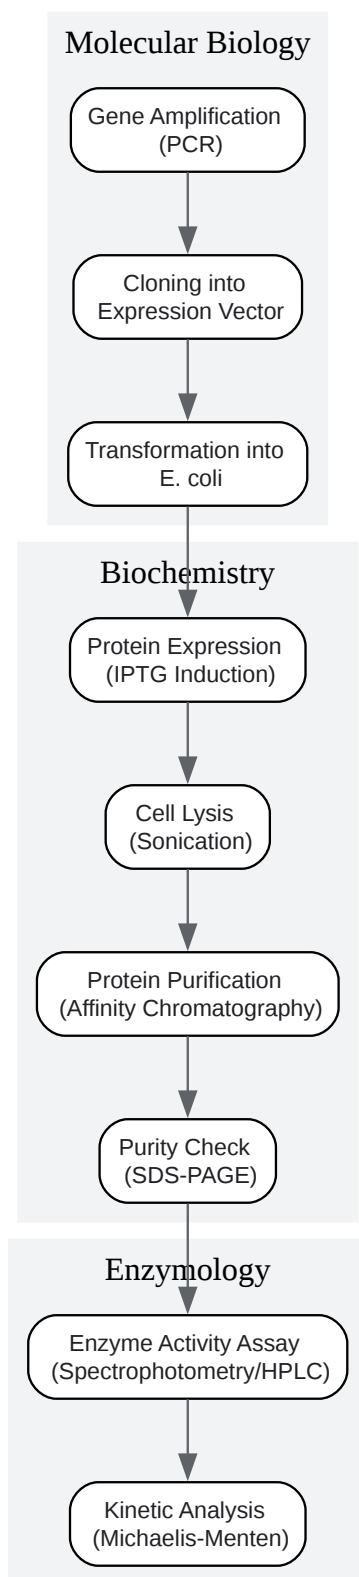 Molecular Biology
Gene Amplification
(PCR)
Cloning into
Expression Vector
Transformation into
E. coli
Biochemistry
Protein Expression
(IPTG Induction)
Cell Lysis
(Sonication)
Protein Purification
(Affinity Chromatography)
Purity Check
(SDS-PAGE)
Enzymology
Enzyme Activity Assay
(Spectrophotometry/HPLC)
Kinetic Analysis
(Michaelis-Menten)